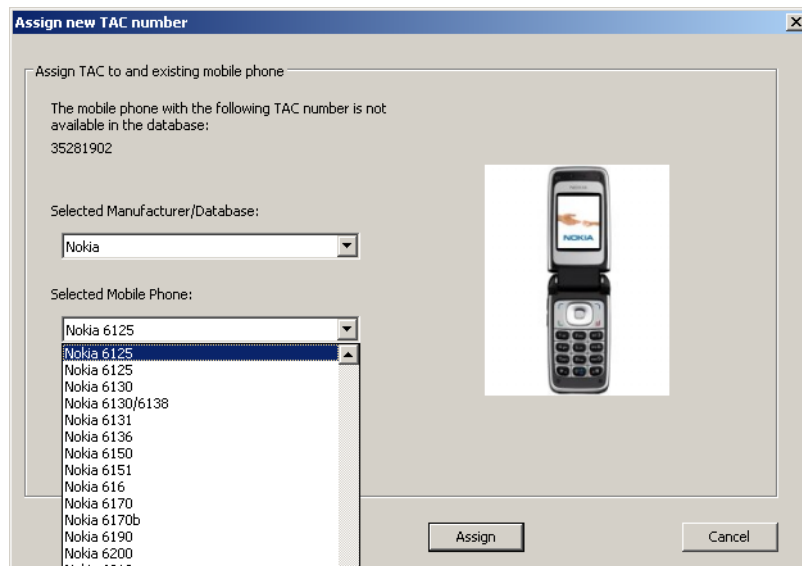 Assign new TAC number
Assign TAC to and existing mobile phone
The mobile phone with the following TAC number is not
available in the database:
35281902
Selected Manufacturer/Database:
Nokia
Selected Mobile Phone:
Nokia 6125
Nokia 6125
Nokia 6125
Nokia 6130
Nokia 6130/6138
Nokia 6131
Nokia 6136
Nokia 6150
Nokia 6151
Nokia 616
Nokia 6170
Nokia 6170b
Nokia 6190
Nokia 6200
NOKIA
Assign
Cancel